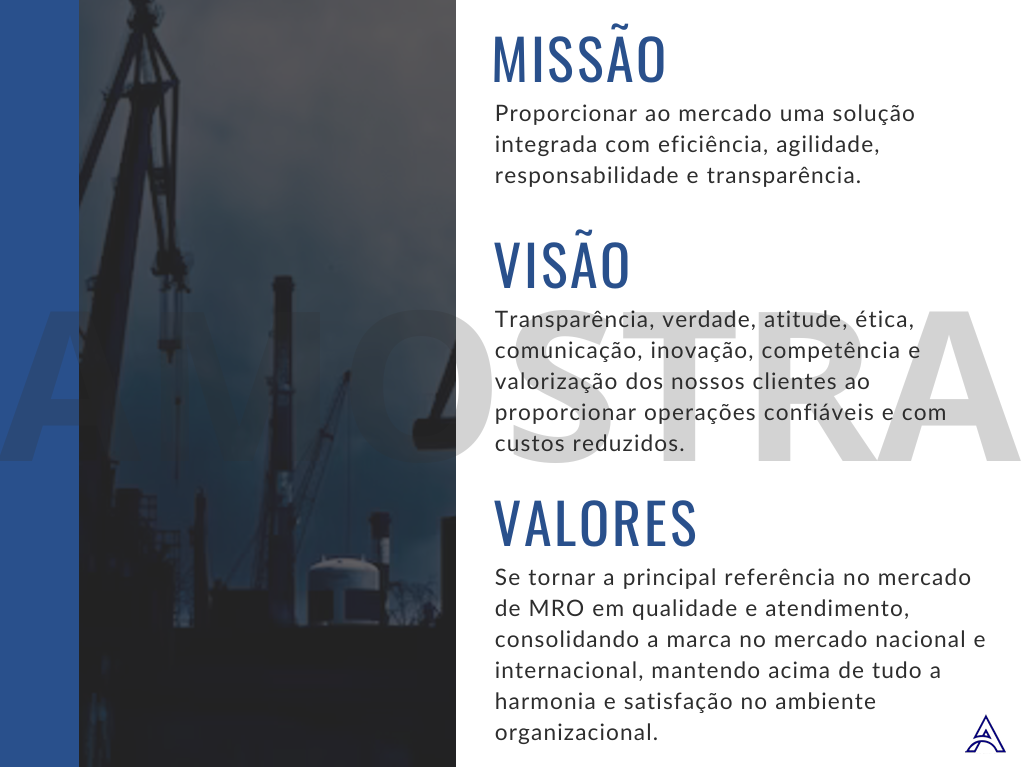 MISSÃO
Proporcionar ao mercado uma solução
integrada com eficiência, agilidade,
responsabilidade e transparência.
VISÃO
Transparência, verdade, atitude, ética,
comunicação, inovação, competência e
valorização dos nossos clientes ao
proporcionar operações confiáveis e com
custos reduzidos.
AMOSTRA
VALORES
Se tornar a principal referência no mercado
de MRO em qualidade e atendimento,
consolidando a marca no mercado nacional e
internacional, mantendo acima de tudo a
harmonia e satisfação no ambiente
organizacional.